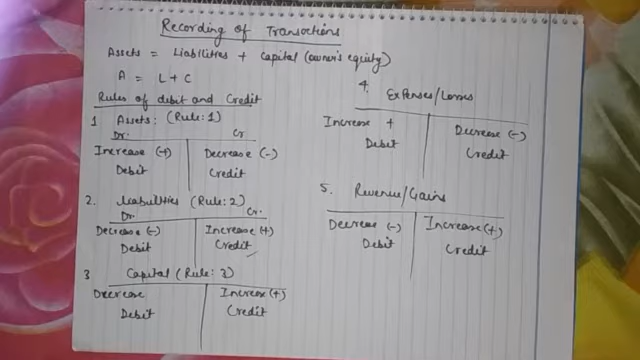 Recording of Transactions
Assets = Liabilities + Capital (owner's equity)
A = L + C
Rules of debit and Credit
1 Assets: (Rule: 1)
Dr. Cr
Increase (+) Decrease (-)
Debit Credit
2. Liabilities (Rule: 2)
Dr. Cr.
Decrease (-) Increase (+)
Debit Credit
3 Capital (Rule: 3)
Decrease Increase (+)
Debit Credit
4. Expenses/Losses
Increase + Decrease (-)
Debit Credit
5. Revenue/Gains
Decrease (-) Increase (+)
Debit Credit